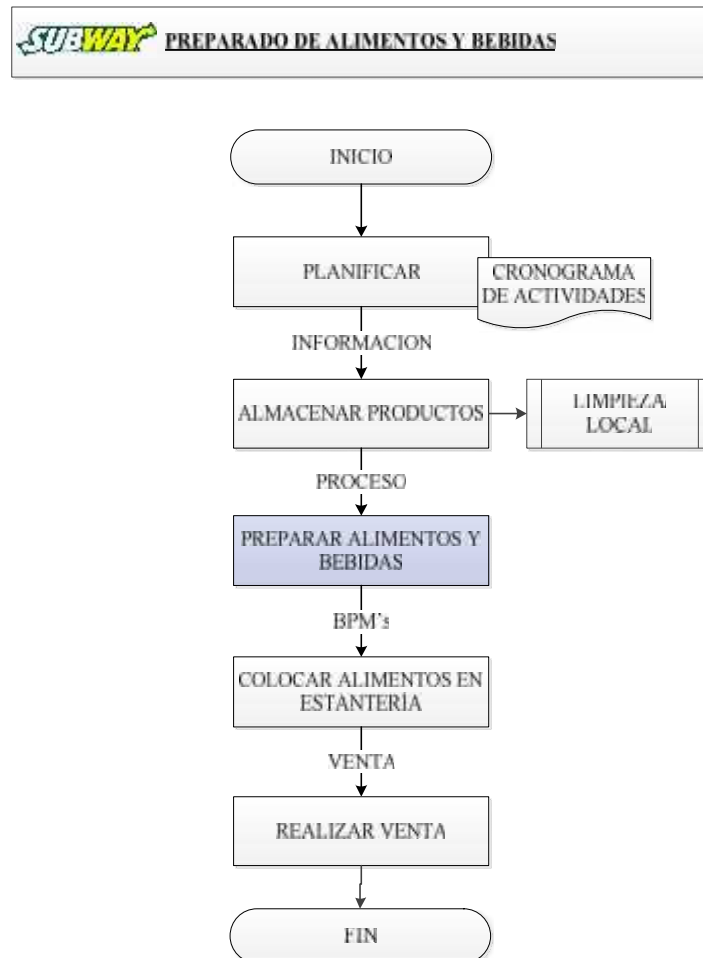 SUBWAY PREPARADO DE ALIMENTOS Y BEBIDAS
INICIO
PLANIFICAR
CRONOGRAMA
DE ACTIVIDADES
INFORMACION
ALMACENAR PRODUCTOS
LIMPIEZA
LOCAL
PROCESO
PREPARAR ALIMENTOS Y
BEBIDAS
BPM's
COLOCAR ALIMENTOS EN
ESTANTERÍA
VENTA
REALIZAR VENTA
FIN